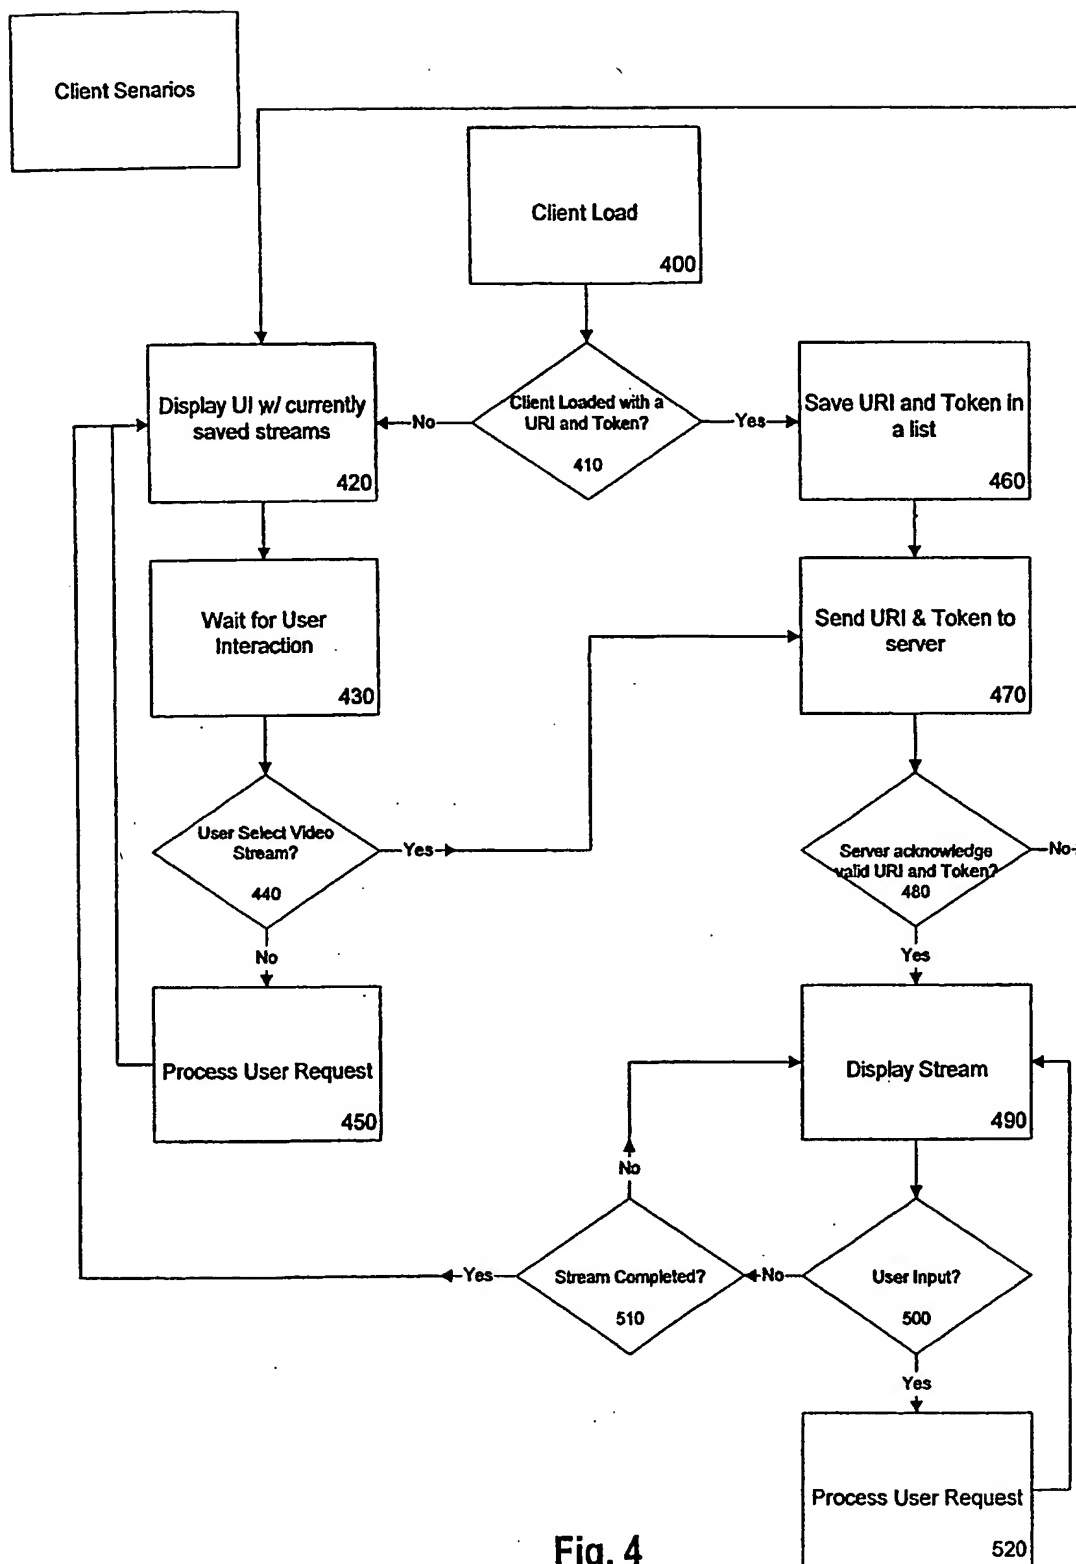 Client Senarios
Client Load
400
Display UI w/ currently
saved streams
420
No
Client Loaded with a
URI and Token?
410
Yes
Save URI and Token in
a list
460
Wait for User
Interaction
430
Send URI & Token to
server
470
User Select Video
Stream?
440
Yes
Server acknowledge
valid URI and Token?
480
No
No
Yes
Process User Request
450
Display Stream
490
No
Yes
Stream Completed?
510
No
User Input?
500
Yes
Process User Request
520
Fig. 4